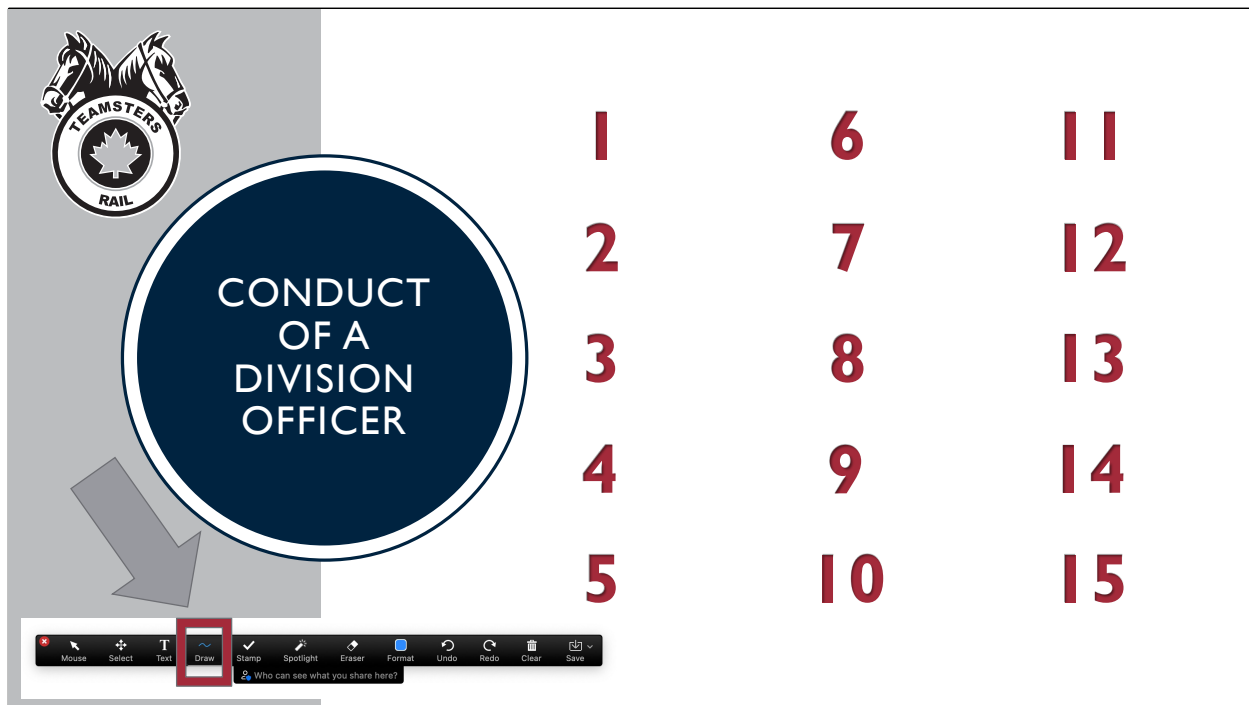 TEAMSTERS
RAIL
CONDUCT
OF A
DIVISION
OFFICER
1 6 11
2 7 12
3 8 13
4 9 14
5 10 15
Mouse Select Text Draw Stamp Spotlight Eraser Format Undo Redo Clear Save
Who can see what you share here?